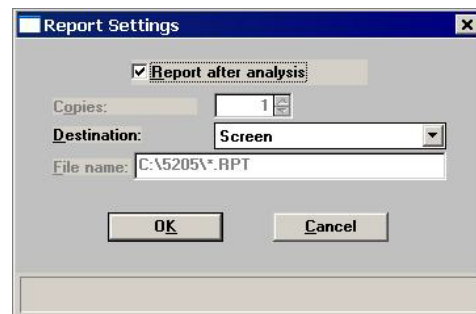 Report Settings
Report after analysis
Copies: 1
Destination: Screen
File name: C:\5205\*.RPT
OK Cancel